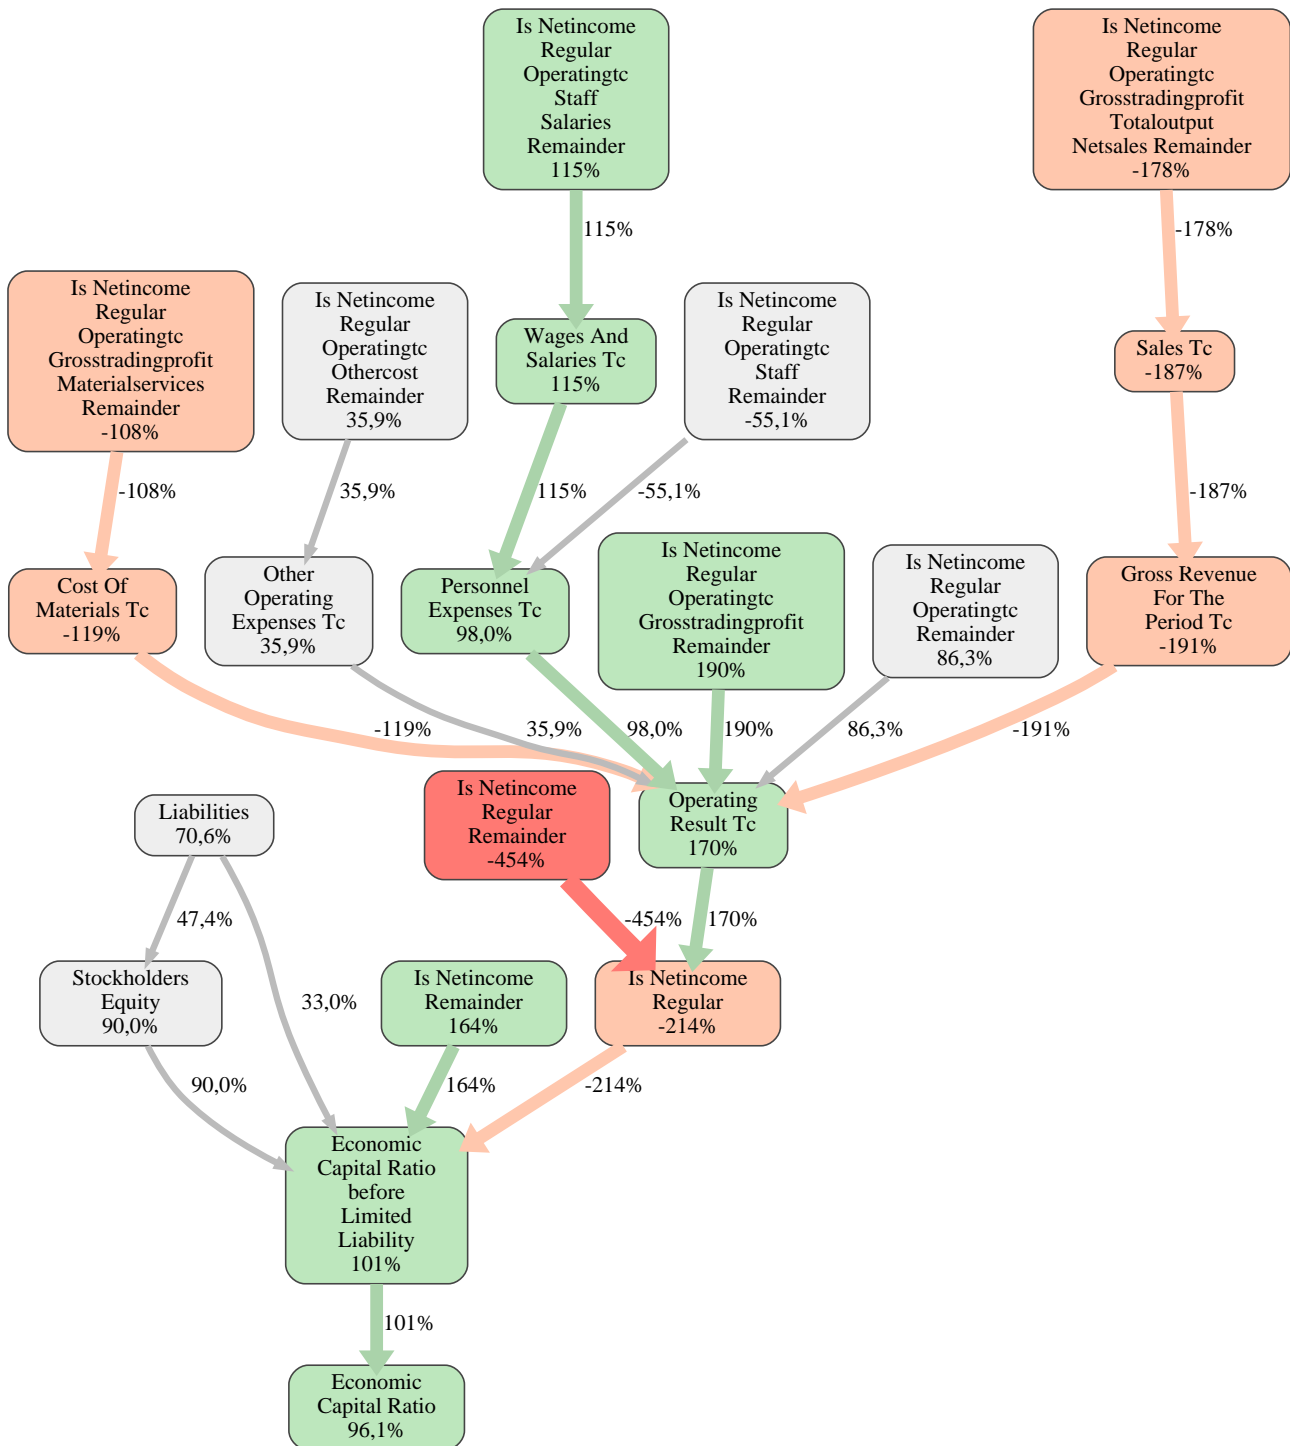 Is Netincome
Regular
Operatingtc
Staff
Salaries
Remainder
115%
Is Netincome
Regular
Operatingtc
Grosstradingprofit
Totaloutput
Netsales Remainder
-178%
115%
-178%
Is Netincome
Regular
Operatingtc
Grosstradingprofit
Materialservices
Remainder
-108%
Is Netincome
Regular
Operatingtc
Othercost
Remainder
35,9%
Wages And
Salaries Tc
115%
Is Netincome
Regular
Operatingtc
Staff
Remainder
-55,1%
Sales Tc
-187%
-108%
35,9%
115%
-55,1%
-187%
Cost Of
Materials Tc
-119%
Other
Operating
Expenses Tc
35,9%
Personnel
Expenses Tc
98,0%
Is Netincome
Regular
Operatingtc
Grosstradingprofit
Remainder
190%
Is Netincome
Regular
Operatingtc
Remainder
86,3%
Gross Revenue
For The
Period Tc
-191%
-119%
35,9%
98,0%
190%
86,3%
-191%
Liabilities
70,6%
Is Netincome
Regular
Remainder
-454%
Operating
Result Tc
170%
47,4%
-454%
170%
Stockholders
Equity
90,0%
33,0%
Is Netincome
Remainder
164%
Is Netincome
Regular
-214%
90,0%
164%
-214%
Economic
Capital Ratio
before
Limited
Liability
101%
101%
Economic
Capital Ratio
96,1%